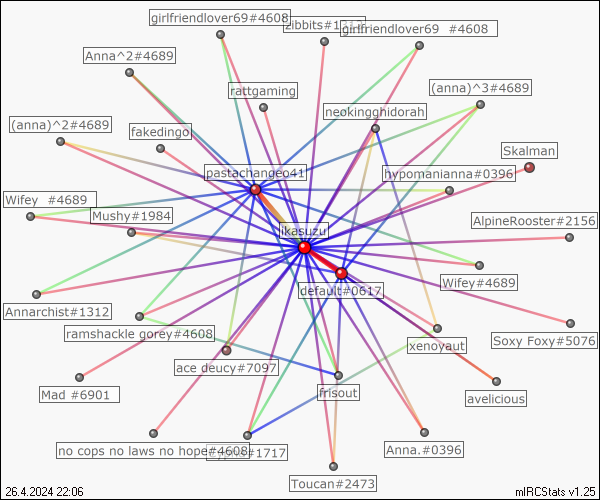 girlfriendlover69#4608
zibbits#1312
girlfriendlover69 #4608
Anna^2#4689
rattgaming
(anna)^3#4689
neokingghidorah
(anna)^2#4689
fakedingo
Skalman
pastachangeo41
hypomanianna#0396
Wifey #4689
Mushy#1984
ikasuzu
AlpineRooster#2156
Wifey#4689
default#0617
Annarchist#1312
ramshackle gorey#4608
Soxy Foxy#5076
xenoyaut
ace deucy#7097
Mad #6901
frisout
avelicious
no cops no laws no hope#4608
#1717
Anna.#0396
Toucan#2473
26.4.2024 22:06
mIRCStats v1.25